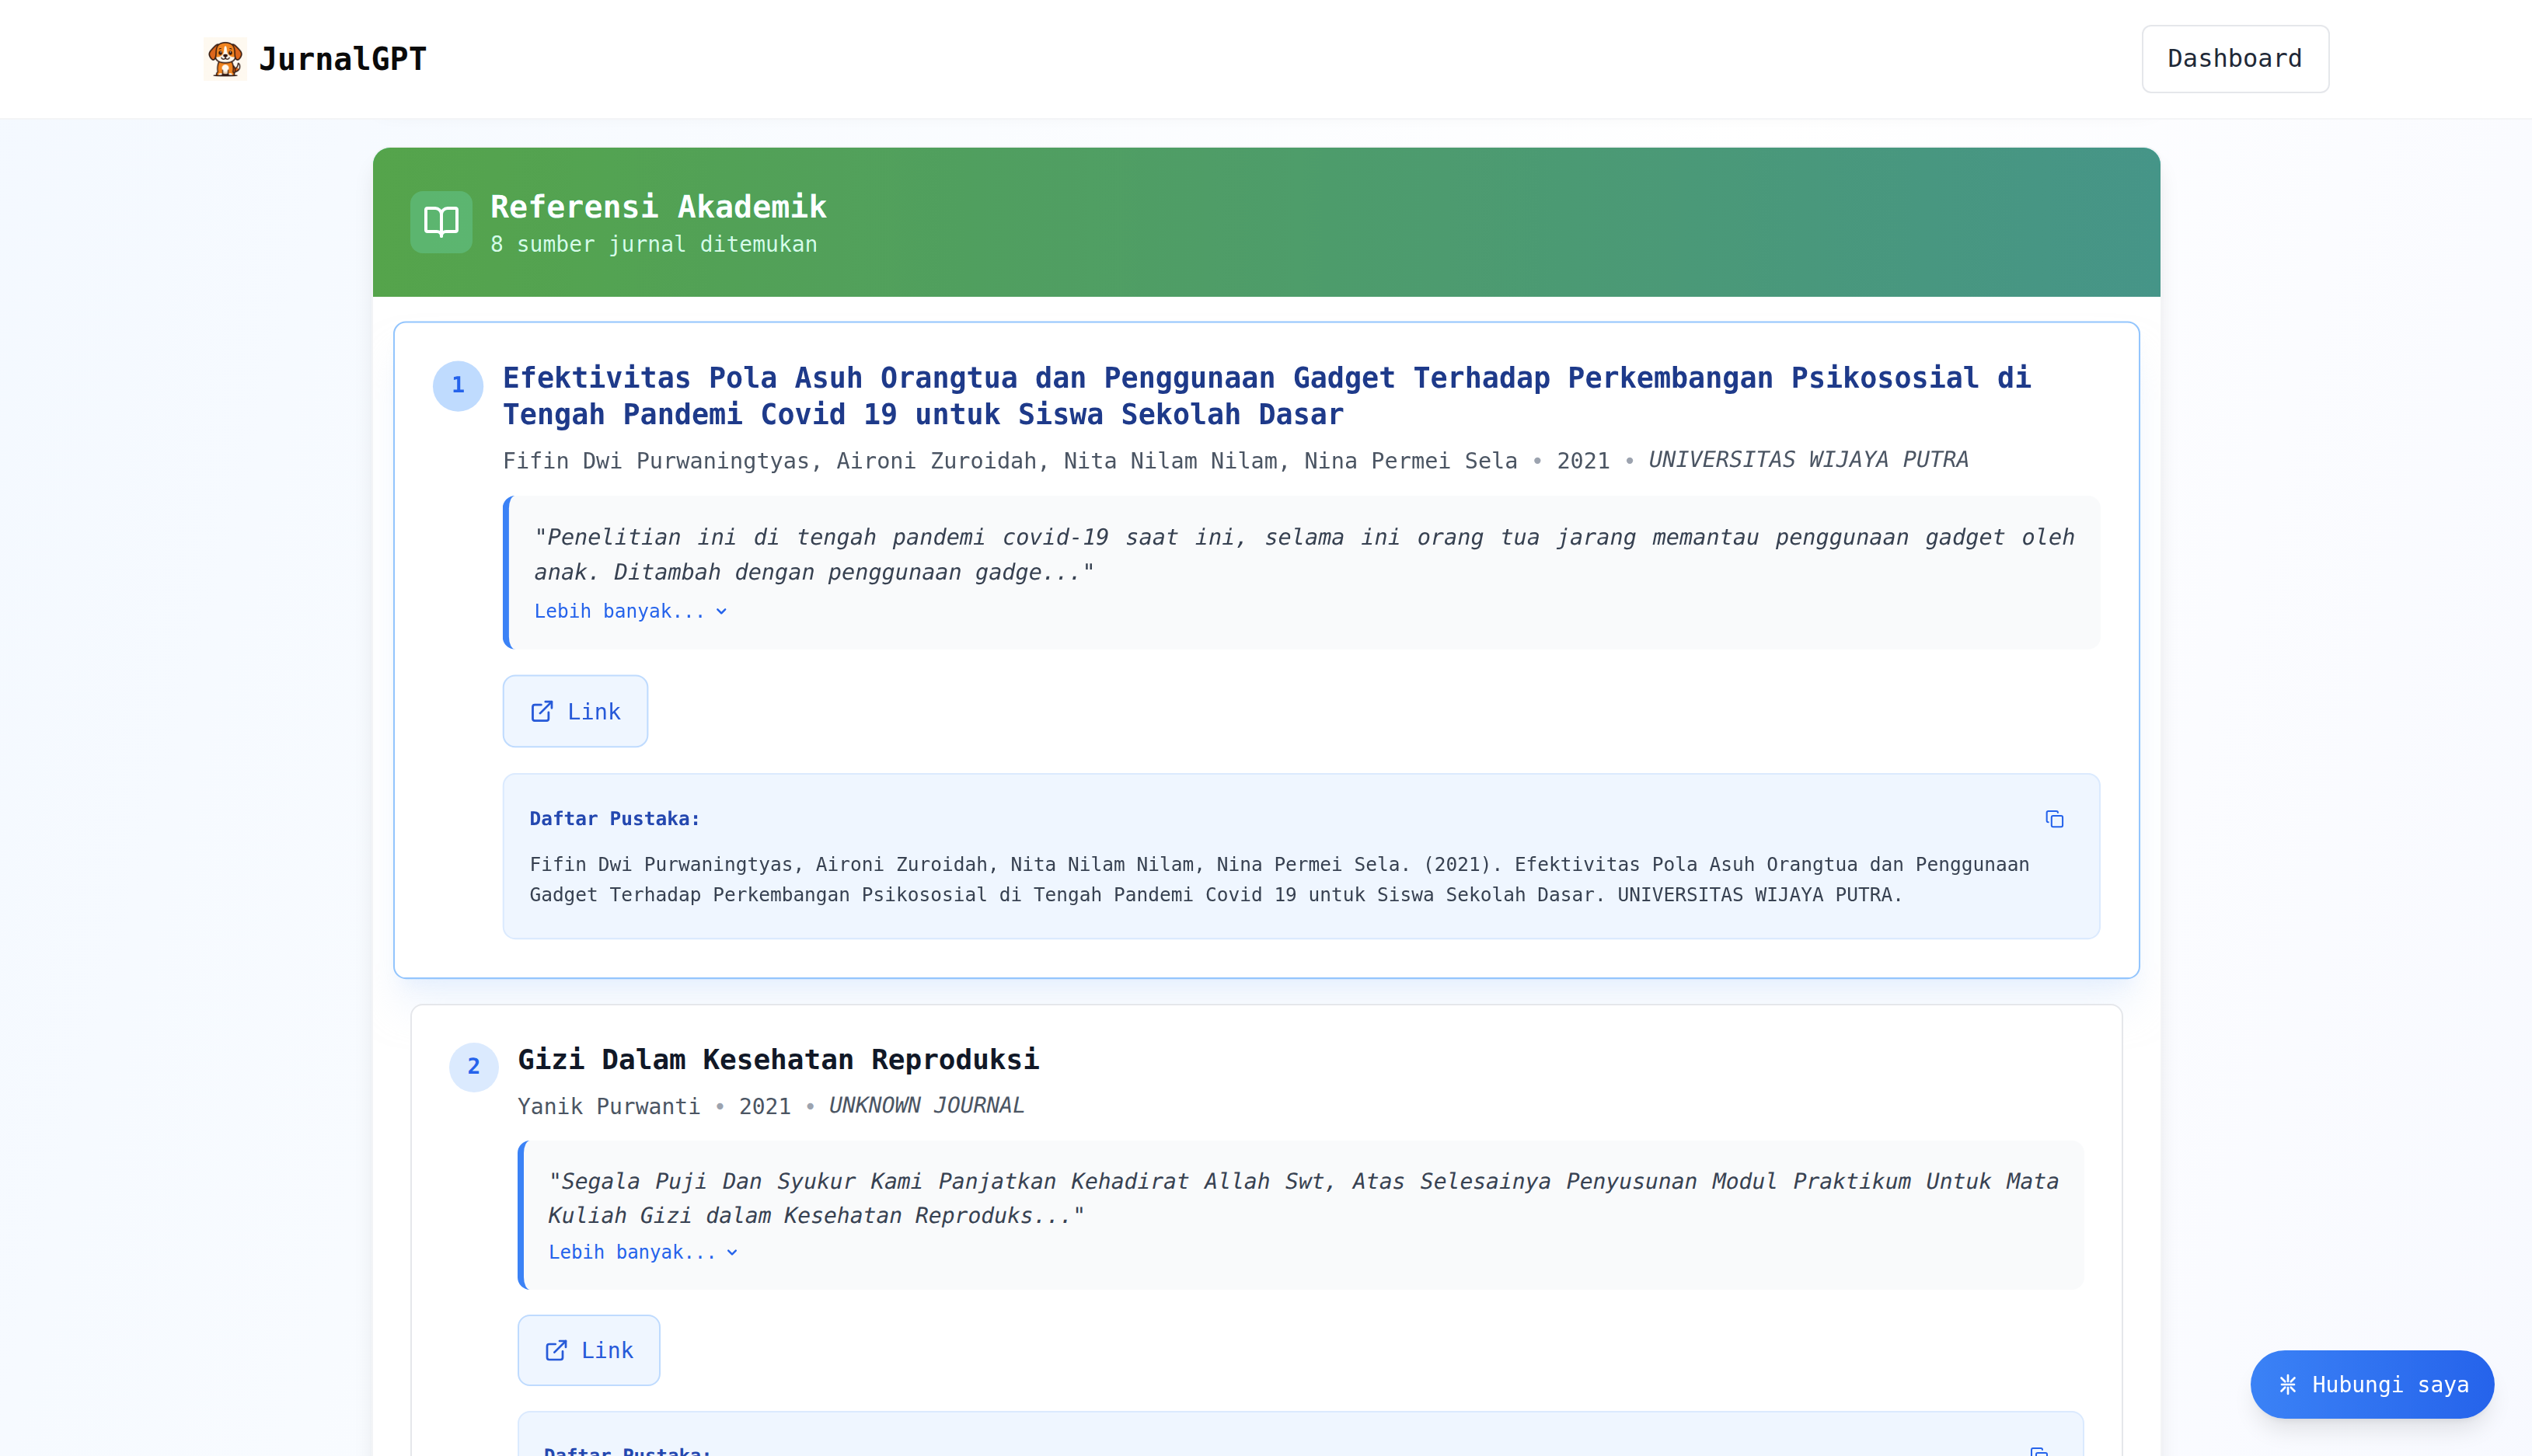 JurnalGPT
Dashboard
Referensi Akademik
8 sumber jurnal ditemukan
1
Efektivitas Pola Asuh Orangtua dan Penggunaan Gadget Terhadap Perkembangan Psikososial di
Tengah Pandemi Covid 19 untuk Siswa Sekolah Dasar
Fifin Dwi Purwaningtyas, Aironi Zuroidah, Nita Nilam Nilam, Nina Permei Sela • 2021 • UNIVERSITAS WIJAYA PUTRA
"Penelitian ini di tengah pandemi covid-19 saat ini, selama ini orang tua jarang memantau penggunaan gadget oleh
anak. Ditambah dengan penggunaan gadge..."
Lebih banyak...
Link
Daftar Pustaka:
Fifin Dwi Purwaningtyas, Aironi Zuroidah, Nita Nilam Nilam, Nina Permei Sela. (2021). Efektivitas Pola Asuh Orangtua dan Penggunaan
Gadget Terhadap Perkembangan Psikososial di Tengah Pandemi Covid 19 untuk Siswa Sekolah Dasar. UNIVERSITAS WIJAYA PUTRA.
2
Gizi Dalam Kesehatan Reproduksi
Yanik Purwanti • 2021 • UNKNOWN JOURNAL
"Segala Puji Dan Syukur Kami Panjatkan Kehadirat Allah Swt, Atas Selesainya Penyusunan Modul Praktikum Untuk Mata
Kuliah Gizi dalam Kesehatan Reproduks..."
Lebih banyak...
Link
Hubungi saya
Daftar Pustaka: